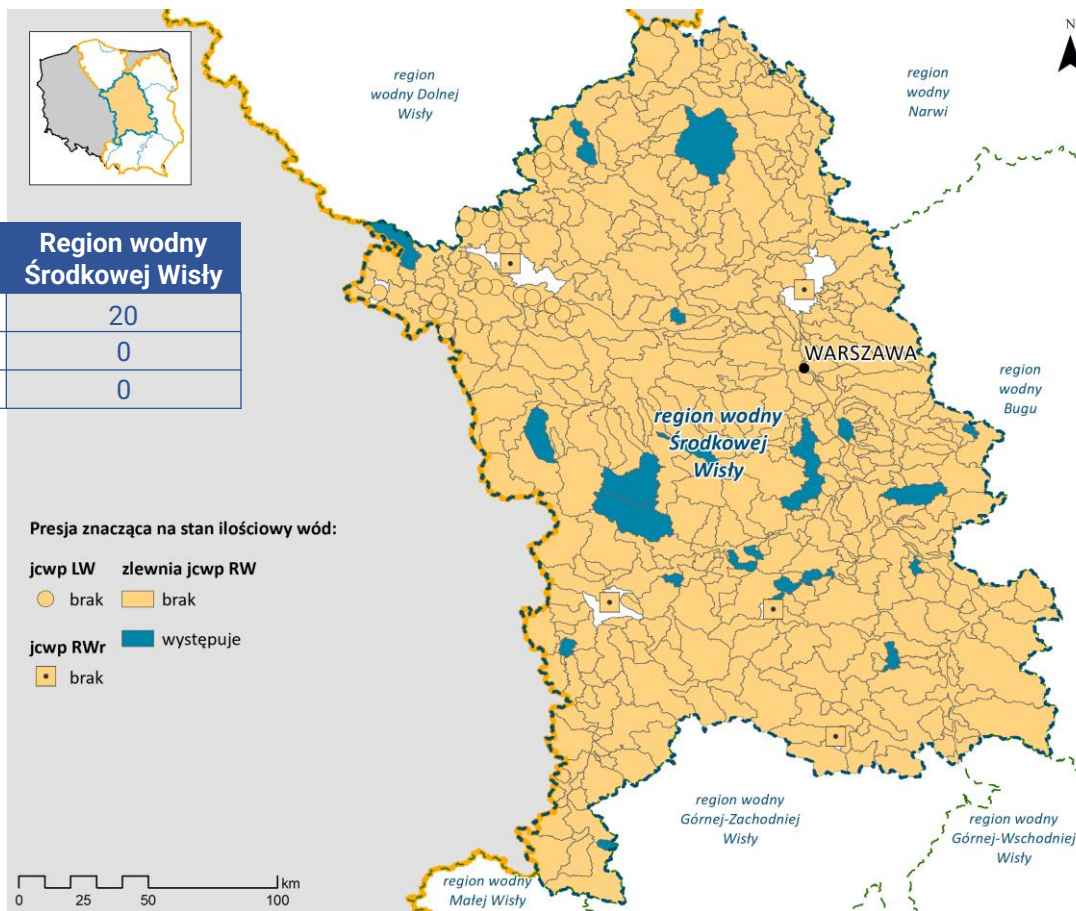 region
wodny Dolnej
Wisły
region
wodny
Narwi
N
Region wodny
Środkowej Wisły
20
0
0
WARSZAWA
region
wodny
Bugu
region wodny
Środkowej
Wisły
Presja znacząca na stan ilościowy wód:
jcwp LW zlewnia jcwp RW
brak brak
jcwp RWr występuje
brak
region wodny
Górnej-Zachodniej
Wisły
region wodny
Górnej-Wschodniej
Wisły
region wodny
Małej Wisły
km
0 25 50 100